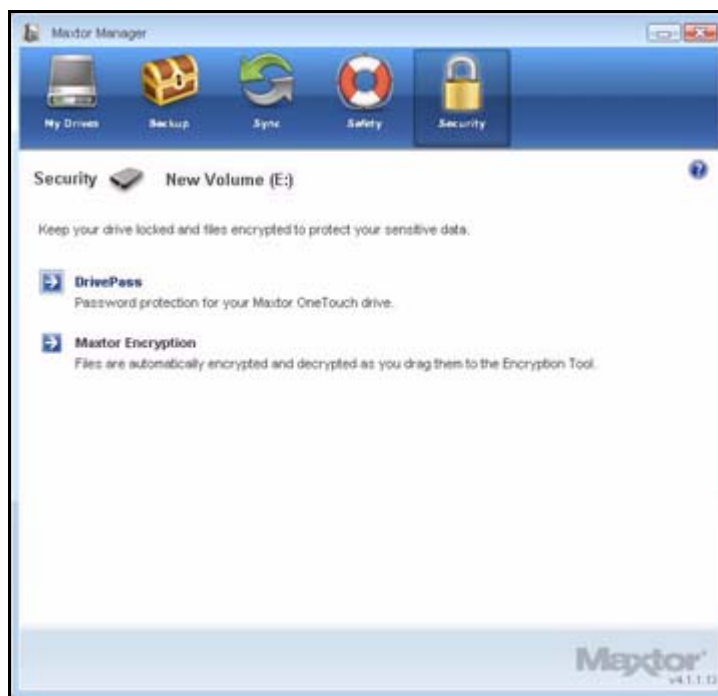 Maxtor Manager
My Drives Backup Sync Safety Security
Security New Volume (E:)
Keep your drive locked and files encrypted to protect your sensitive data.
DrivePass
Password protection for your Maxtor OneTouch drive.
Maxtor Encryption
Files are automatically encrypted and decrypted as you drag them to the Encryption Tool.
Maxtor